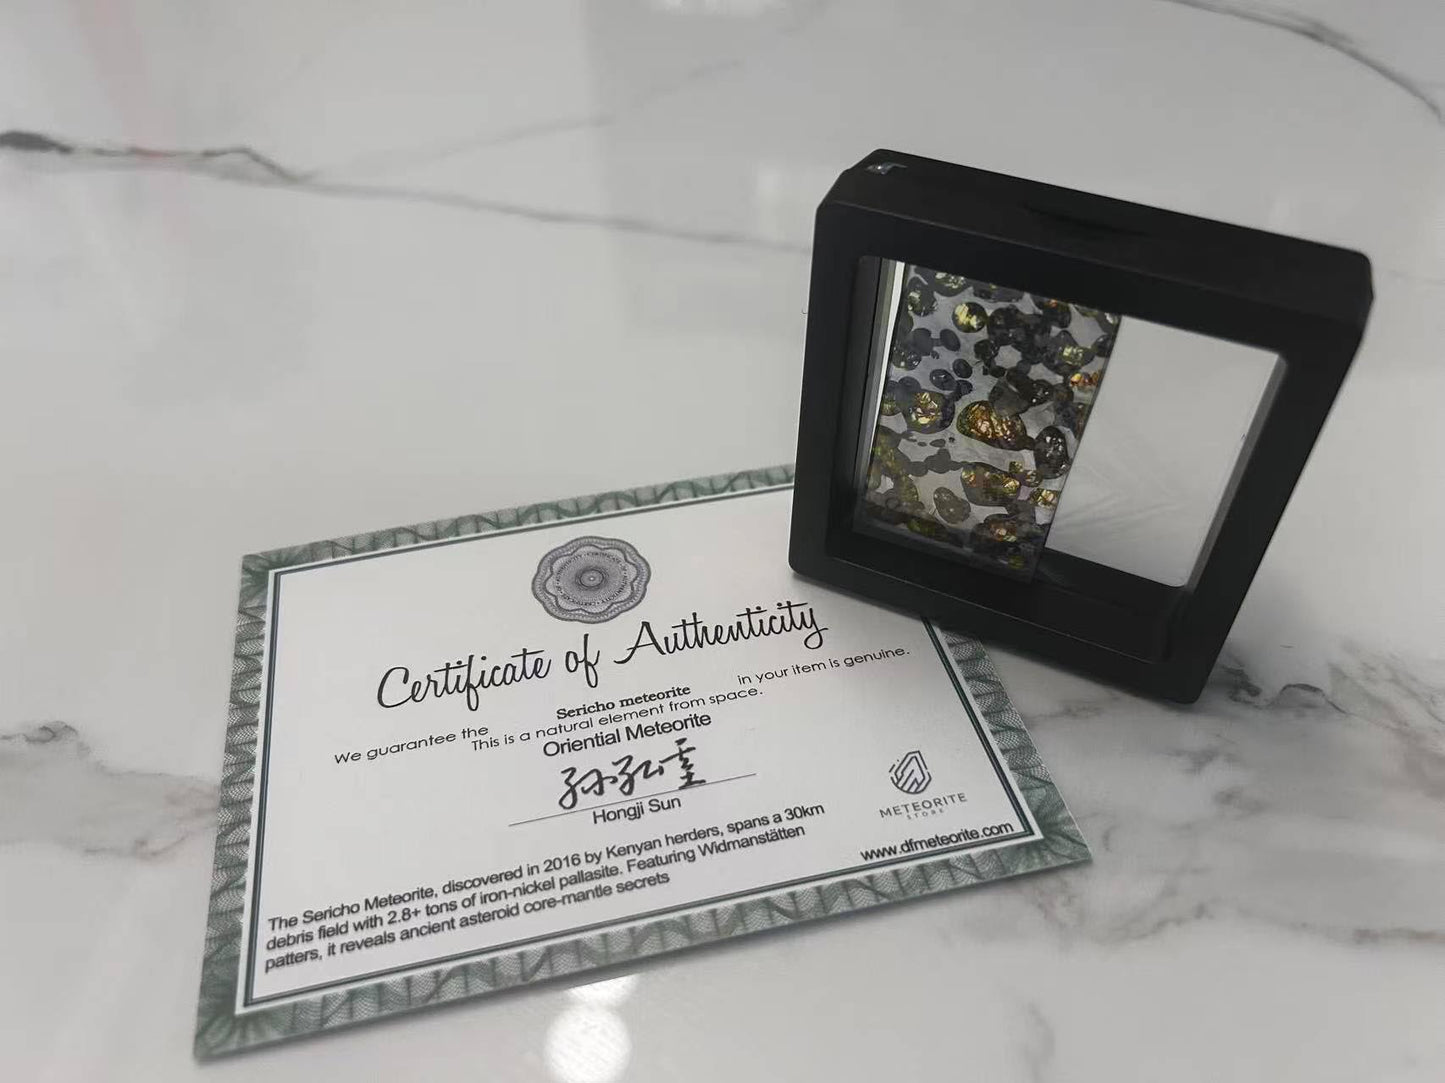 Certificate of Authenticity
We guarantee the Sericho meteorite in your item is genuine.
This is a natural element from space.
Oriential Meteorite
孙
Hongji Sun
METEORITE
STORE
www.dfmeteorite.com
The Sericho Meteorite, discovered in 2016 by Kenyan herders, spans a 30km
debris field with 2.8+ tons of iron-nickel pallasite. Featuring Widmanstätten
patters, it reveals ancient asteroid core-mantle secrets